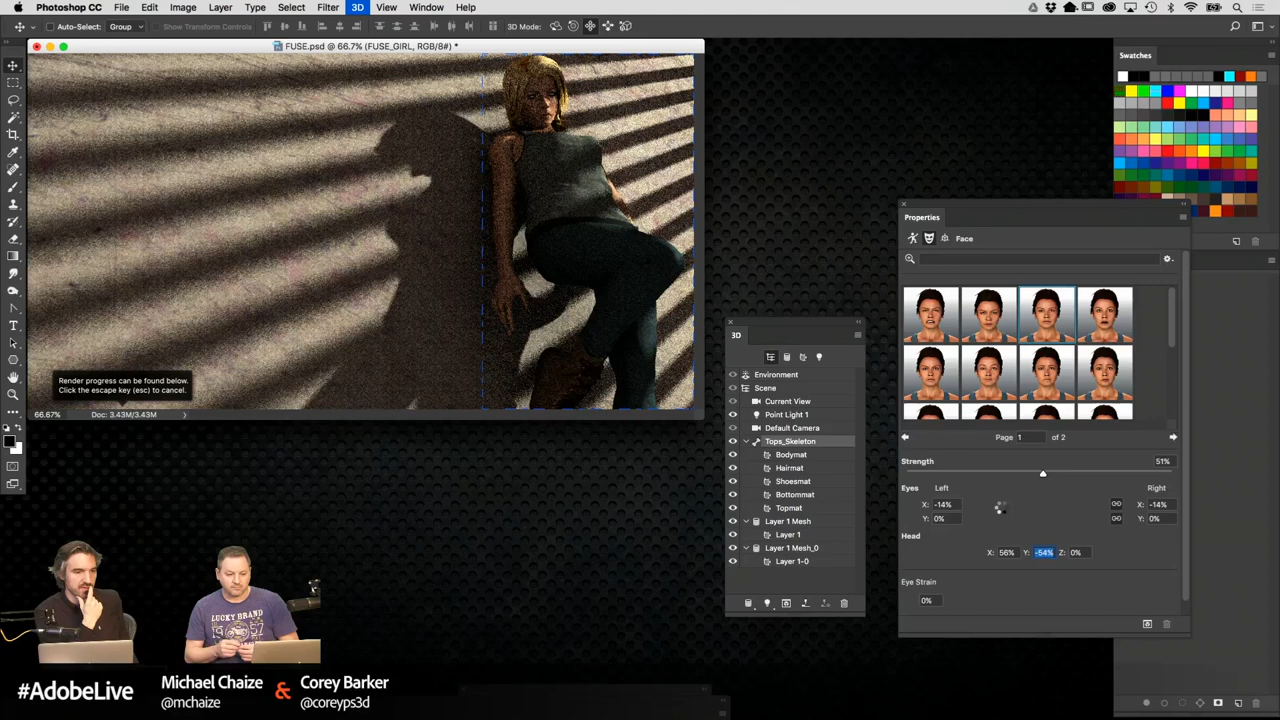 Photoshop CC File Edit Image Layer Type Select Filter 3D View Window Help
Auto-Select: Group Show Transform Controls 3D Mode:
FUSE.psd @ 66.7% (FUSE_GIRL, RGB/8#) *
Swatches
Properties
Face
3D
Environment
Scene
Current View
Point Light 1
Default Camera
Tops_Skeleton
Bodymat
Hairmat
Shoesmat
Bottommat
Topmat
Layer 1 Mesh
Layer 1
Layer 1 Mesh_0
Layer 1-0
Page 1 of 2
Strength 51%
Eyes Left Right
X: -14% X: -14%
Y: 0% Y: 0%
Head
X: 56% Y: -54% Z: 0%
Eye Strain
0%
Render progress can be found below.
Click the escape key (esc) to cancel.
66.67% Doc: 3.43M/3.43M
LUCKY BRAND
#AdobeLive
Michael Chaize & Corey Barker
@mchaize @coreyps3d